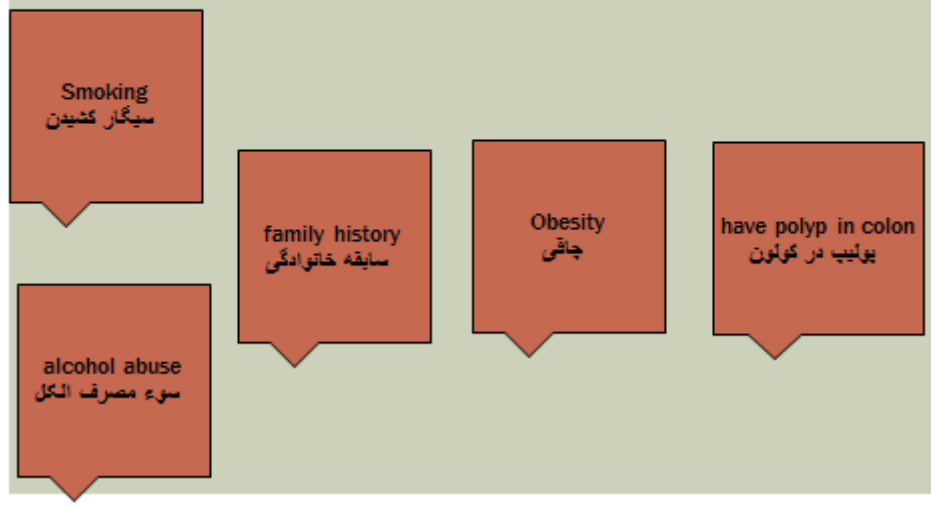 Smoking
سیگار کشیدن
family history
سابقه خانوادگی
Obesity
چاقی
have polyp in colon
پولیپ در کولون
alcohol abuse
سوء مصرف الکل